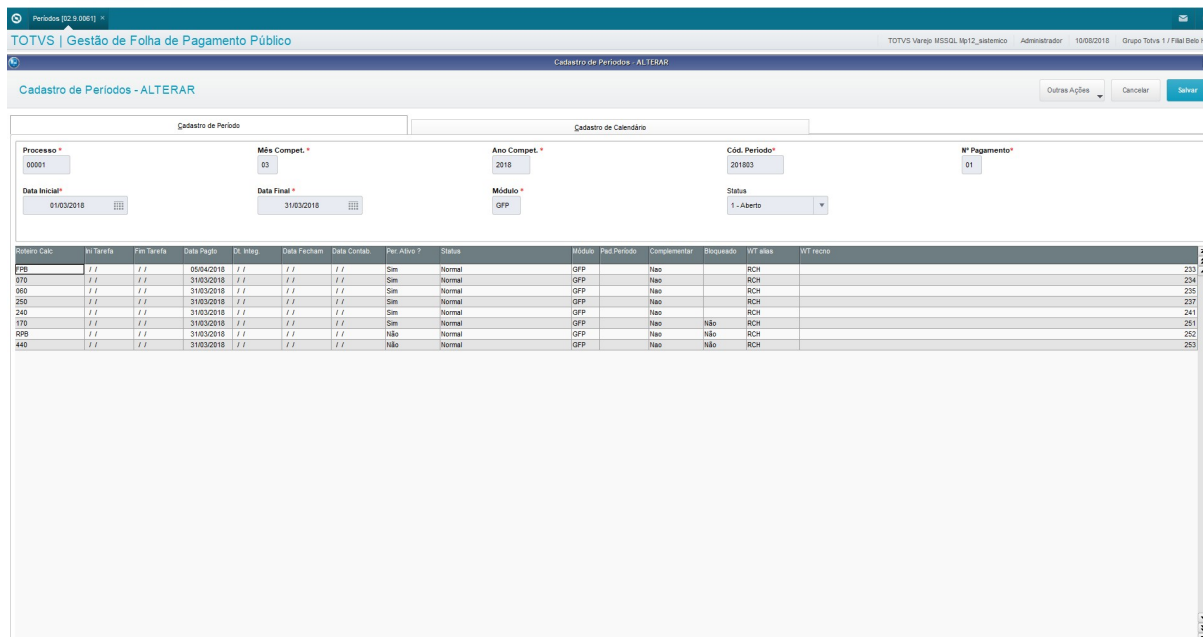 Períodos [02.9.0061] ×
TOTVS | Gestão de Folha de Pagamento Público
TOTVS Varejo MSSQL Mp12_sistemico Administrador 10/08/2018 Grupo Totvs 1 / Filial Belo H
Cadastro de Períodos - ALTERAR
Cadastro de Períodos - ALTERAR
Outras Ações Cancelar Salvar
Cadastro de Período Cadastro de Calendário
Processo * Mês Compet. * Ano Compet. * Cód. Período* Nº Pagamento*
00001 03 2018 201803 01
Data Inicial* Data Final * Módulo * Status
01/03/2018 31/03/2018 GFP 1 - Aberto
Roteiro Calc Ini Tarefa Fim Tarefa Data Pagto Dt. Integ. Data Fecham Data Contab. Per. Ativo ? Status Módulo Pad.Período Complementar Bloqueado WT alias WT recno
FPB / / / / 05/04/2018 / / / / / / Sim Normal GFP Nao RCH 233
070 / / / / 31/03/2018 / / / / / / Sim Normal GFP Nao RCH 234
060 / / / / 31/03/2018 / / / / / / Sim Normal GFP Nao RCH 235
250 / / / / 31/03/2018 / / / / / / Sim Normal GFP Nao RCH 237
240 / / / / 31/03/2018 / / / / / / Sim Normal GFP Nao RCH 241
170 / / / / 31/03/2018 / / / / / / Sim Normal GFP Nao Não RCH 251
RPB / / / / 31/03/2018 / / / / / / Não Normal GFP Nao Não RCH 252
440 / / / / 31/03/2018 / / / / / / Não Normal GFP Nao Não RCH 253